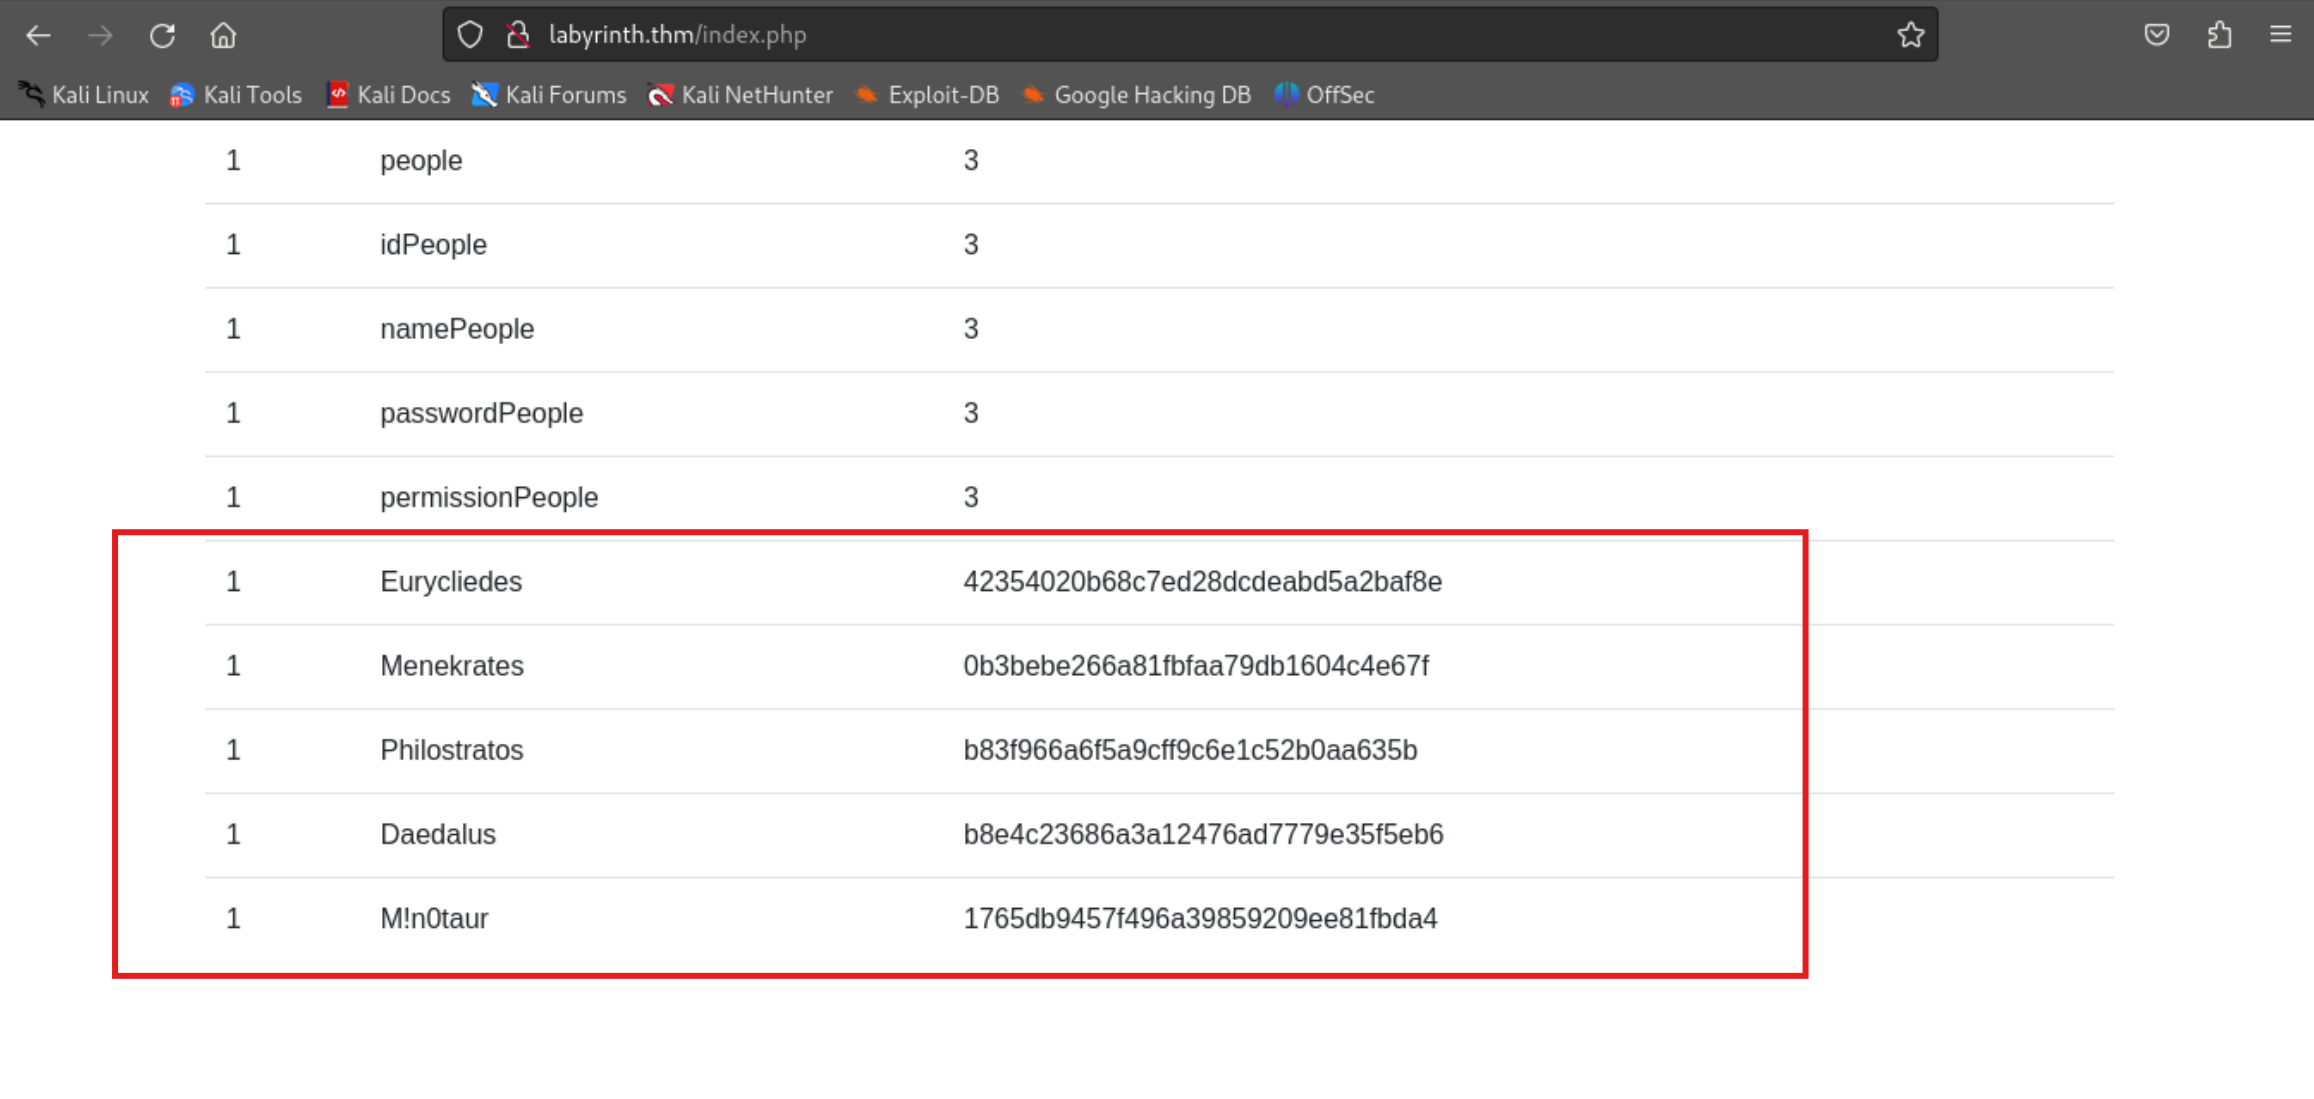 labyrinth.thm/index.php
Kali Linux Kali Tools Kali Docs Kali Forums Kali NetHunter Exploit-DB Google Hacking DB OffSec
1 people 3
1 idPeople 3
1 namePeople 3
1 passwordPeople 3
1 permissionPeople 3
1 Eurycliedes 42354020b68c7ed28dcdeabd5a2baf8e
1 Menekrates 0b3bebe266a81fbfaa79db1604c4e67f
1 Philostratos b83f966a6f5a9cff9c6e1c52b0aa635b
1 Daedalus b8e4c23686a3a12476ad7779e35f5eb6
1 M!n0taur 1765db9457f496a39859209ee81fbda4